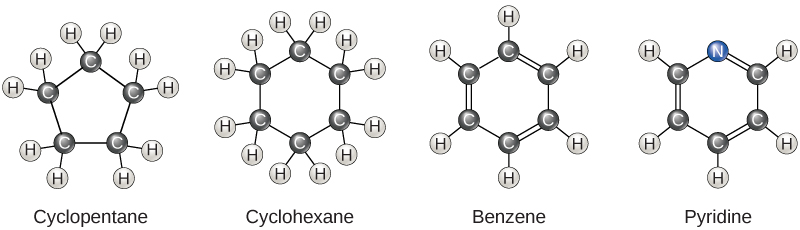 H H H H H
H C H H C H H C H H N H
H C C H H C C H C C C C
H C C H H C C H C C C C
H H H C H H C H H C H
H H H H H H
Cyclopentane Cyclohexane Benzene Pyridine